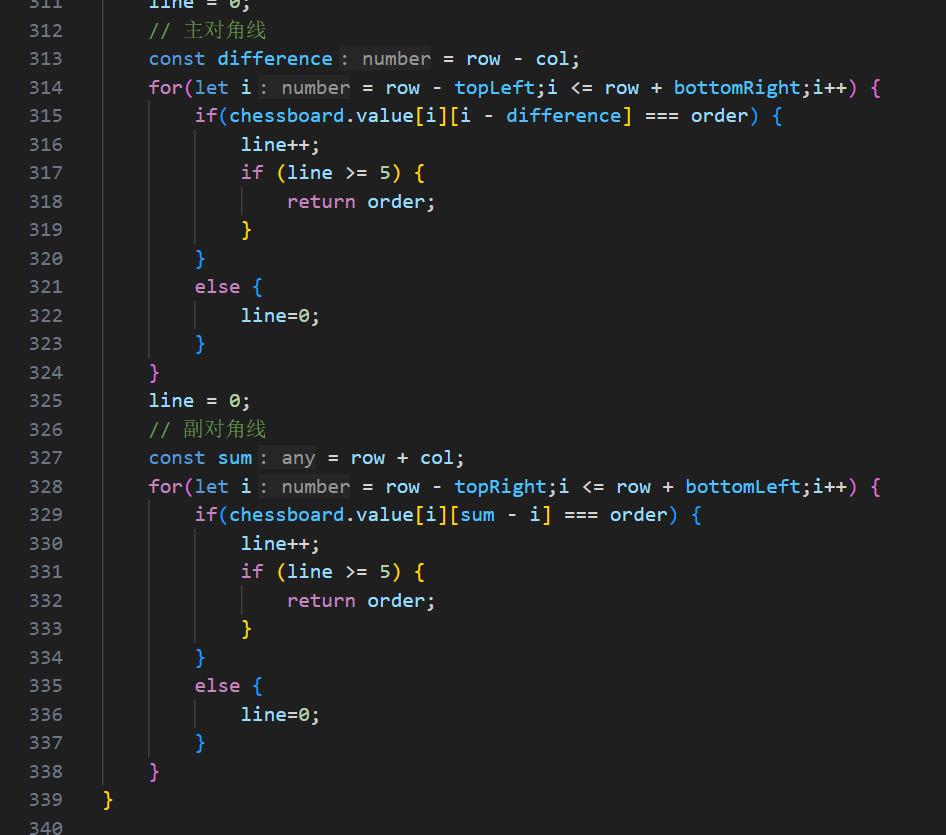 311 line = 0;
312 // 主对角线
313 const difference: number = row - col;
314 for(let i: number = row - topLeft;i <= row + bottomRight;i++) {
315 if(chessboard.value[i][i - difference] === order) {
316 line++;
317 if (line >= 5) {
318 return order;
319 }
320 }
321 else {
322 line=0;
323 }
324 }
325 line = 0;
326 // 副对角线
327 const sum: any = row + col;
328 for(let i: number = row - topRight;i <= row + bottomLeft;i++) {
329 if(chessboard.value[i][sum - i] === order) {
330 line++;
331 if (line >= 5) {
332 return order;
333 }
334 }
335 else {
336 line=0;
337 }
338 }
339 }
340